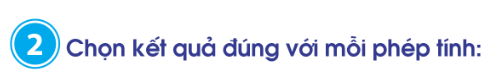 2 Chọn kết quả đúng với mỗi phép tính: